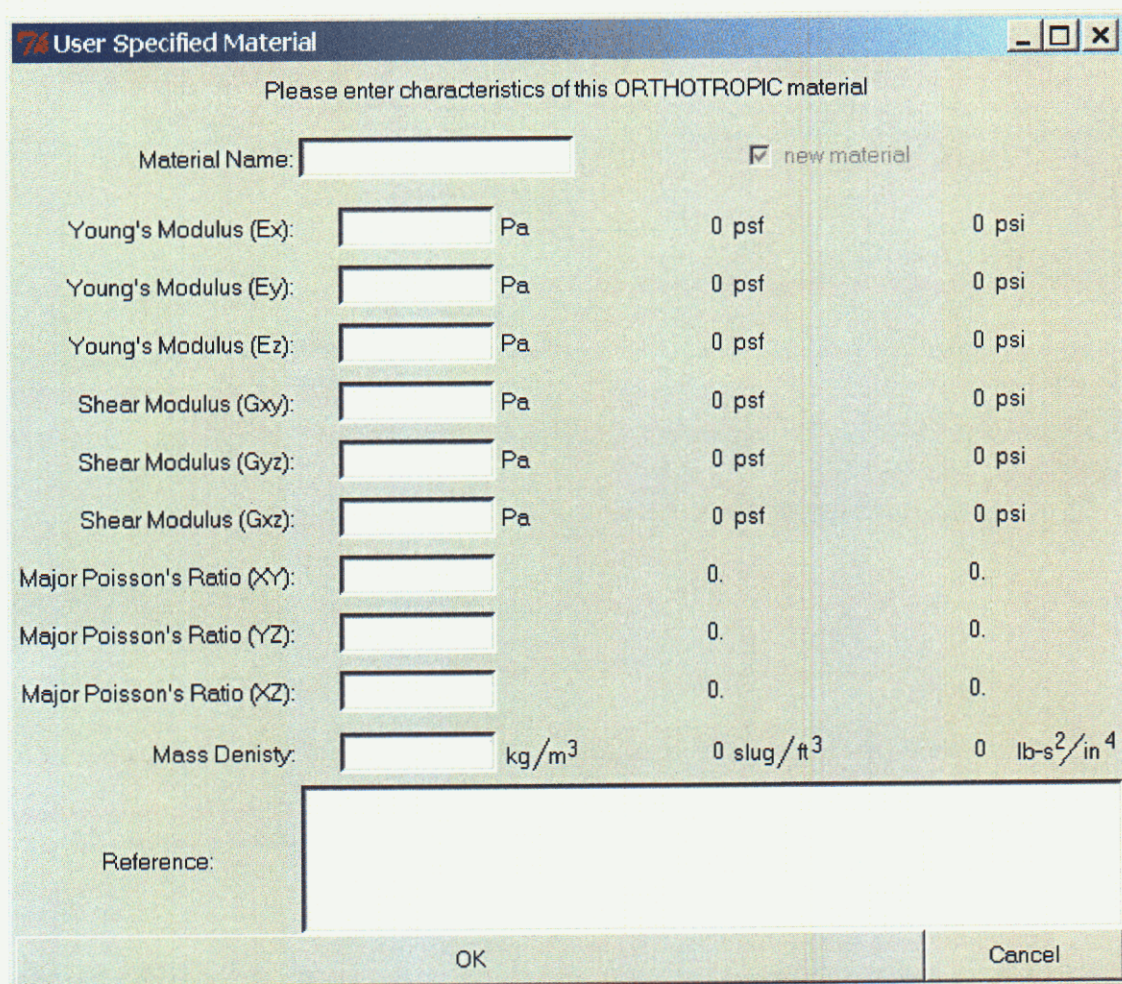 7k User Specified Material
Please enter characteristics of this ORTHOTROPIC material
Material Name: new material
Young's Modulus (Ex): Pa 0 psf 0 psi
Young's Modulus (Ey): Pa 0 psf 0 psi
Young's Modulus (Ez): Pa 0 psf 0 psi
Shear Modulus (Gxy): Pa 0 psf 0 psi
Shear Modulus (Gyz): Pa 0 psf 0 psi
Shear Modulus (Gxz): Pa 0 psf 0 psi
Major Poisson's Ratio (XY): 0. 0.
Major Poisson's Ratio (YZ): 0. 0.
Major Poisson's Ratio (XZ): 0. 0.
Mass Denisty: kg/m³ 0 slug/ft³ 0 lb-s²/in⁴
Reference:
OK Cancel